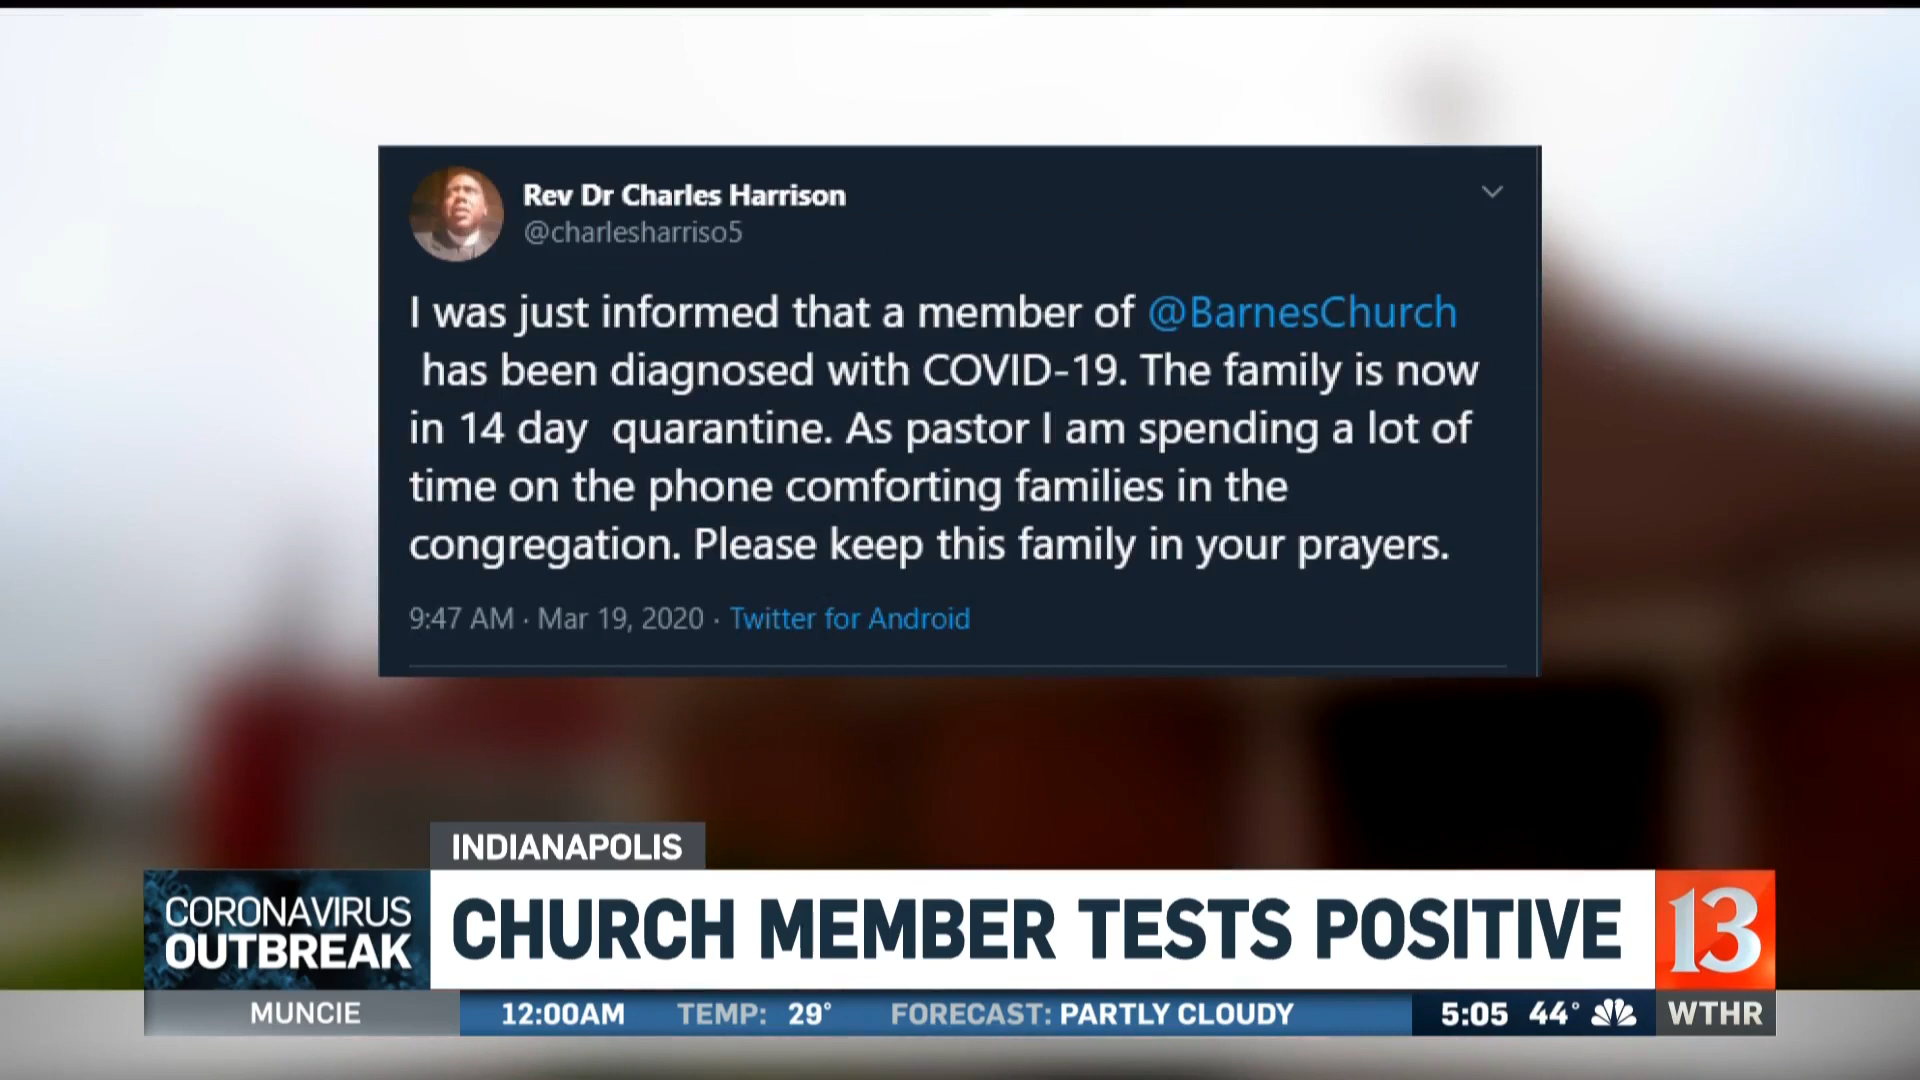 Rev Dr Charles Harrison
@charlesharriso5
I was just informed that a member of @BarnesChurch
has been diagnosed with COVID-19. The family is now
in 14 day quarantine. As pastor I am spending a lot of
time on the phone comforting families in the
congregation. Please keep this family in your prayers.
9:47 AM · Mar 19, 2020 · Twitter for Android
INDIANAPOLIS
CORONAVIRUS
OUTBREAK
CHURCH MEMBER TESTS POSITIVE
13
MUNCIE 12:00AM TEMP: 29° FORECAST: PARTLY CLOUDY 5:05 44° WTHR